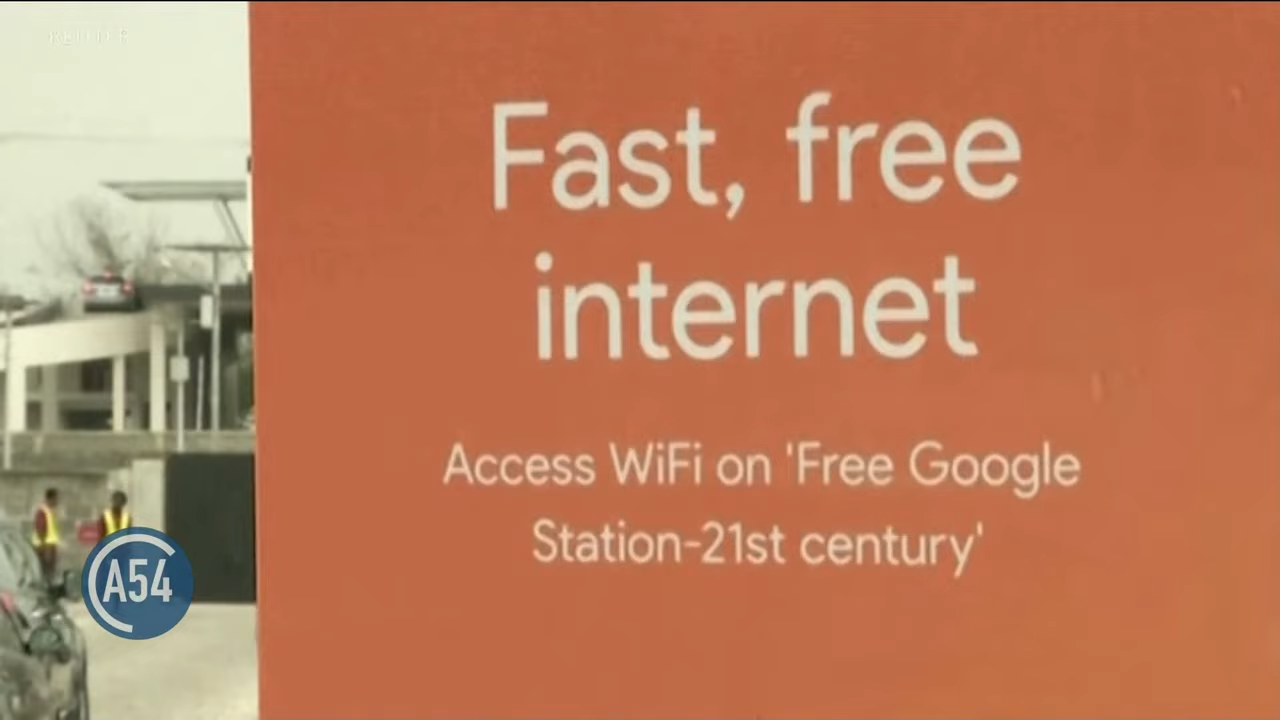 Fast, free
internet
Access WiFi on 'Free Google
Station-21st century'
A54